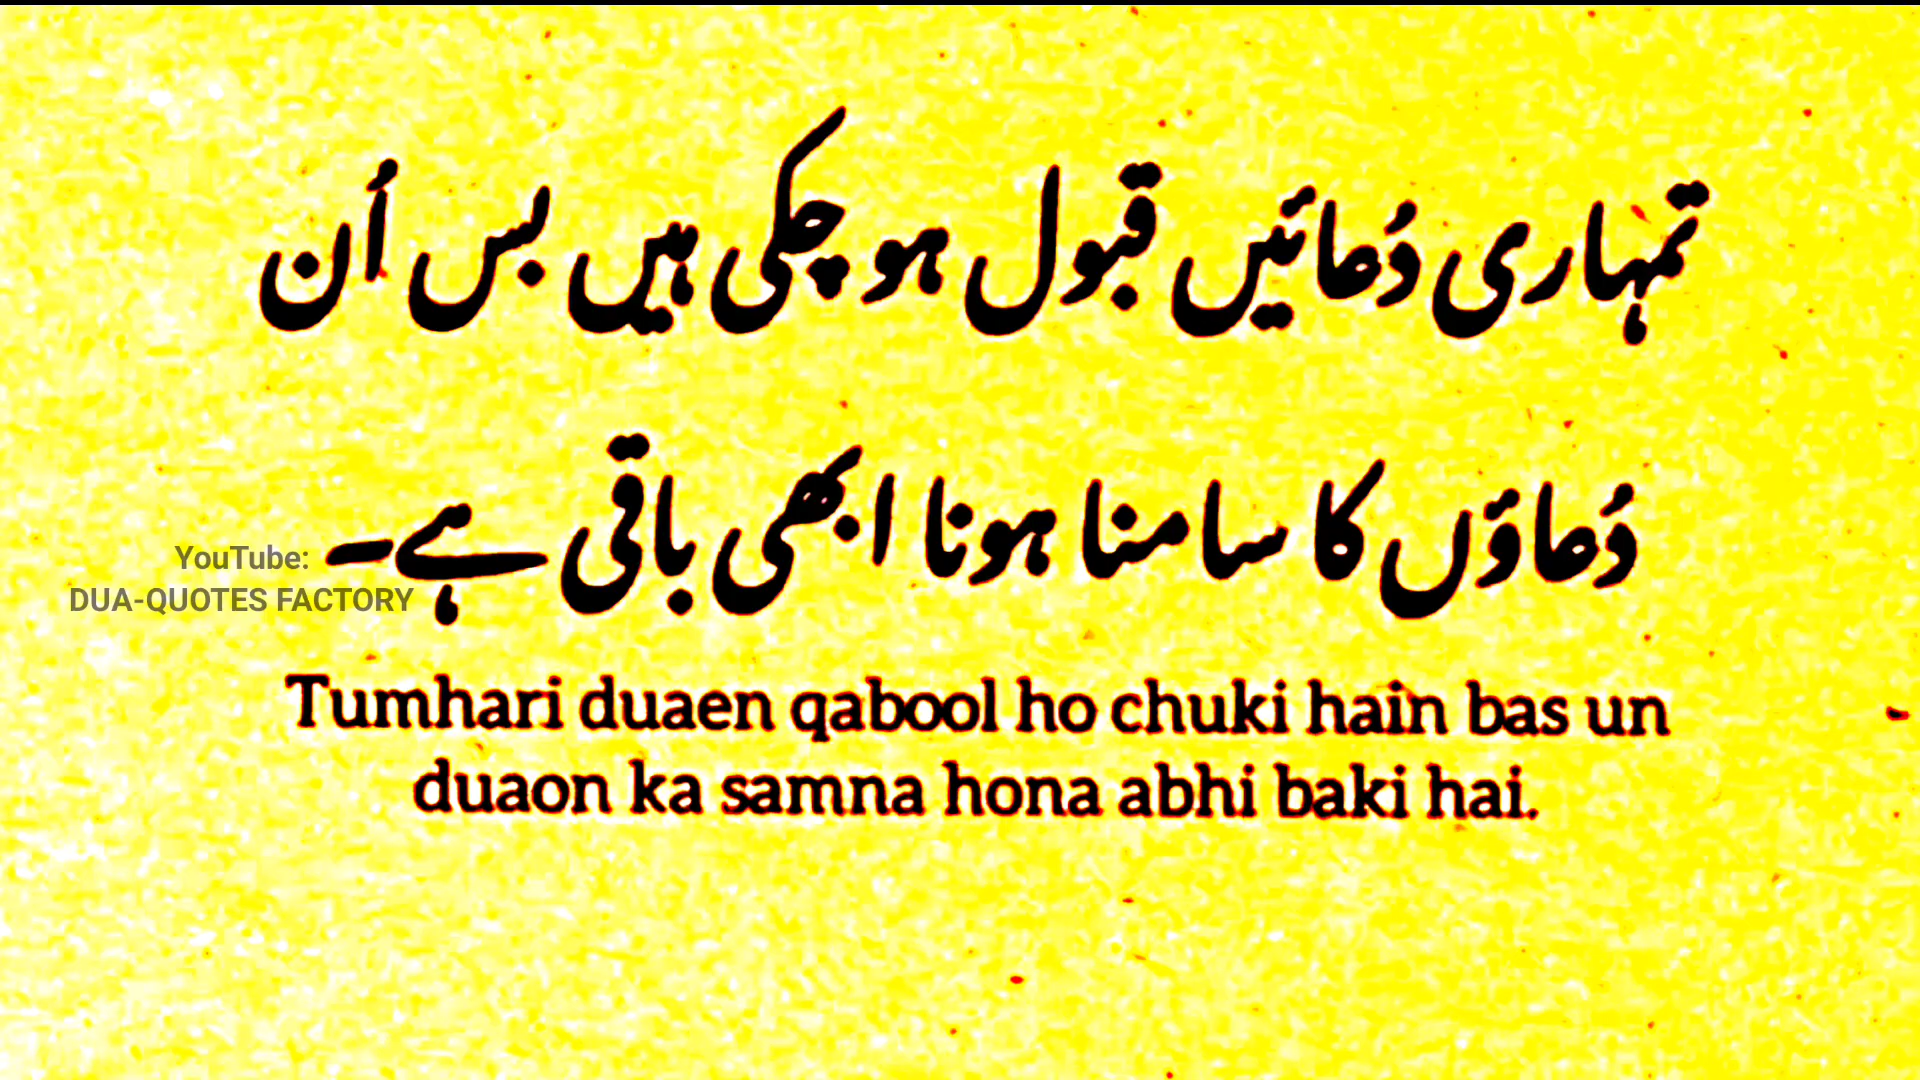 تمہاری دُعائیں قبول ہو چکی ہیں بس اُن
دُعاؤں کا سامنا ہونا ابھی باقی ہے۔
YouTube:
DUA-QUOTES FACTORY
Tumhari duaen qabool ho chuki hain bas un
duaon ka samna hona abhi baki hai.